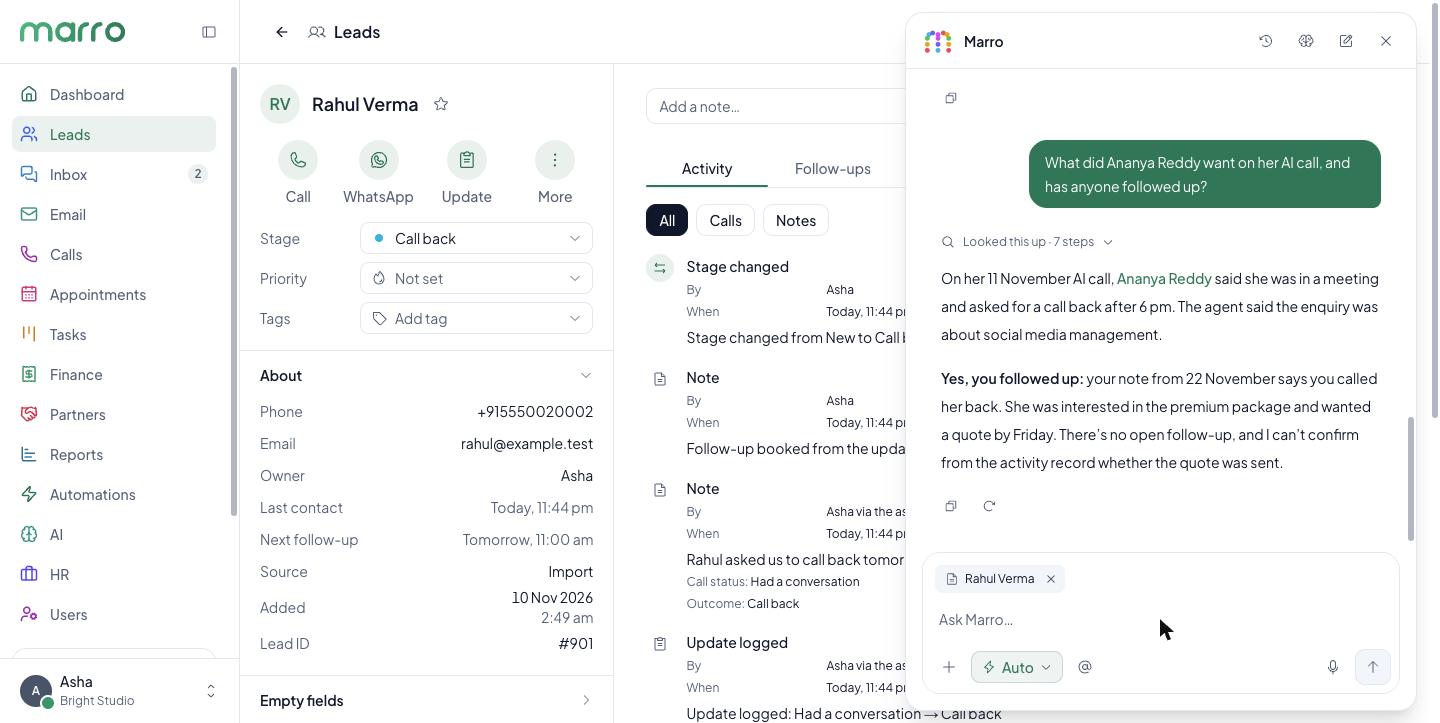 marro
Dashboard
Leads
Inbox
2
Email
Calls
Appointments
Tasks
Finance
Partners
Reports
Automations
AI
HR
Users
A
Asha
Bright Studio
Leads
RV
Rahul Verma
Call
WhatsApp
Update
More
Stage
Call back
Priority
Not set
Tags
Add tag
About
Phone
+915550020002
Email
rahul@example.test
Owner
Asha
Last contact
Today, 11:44 pm
Next follow-up
Tomorrow, 11:00 am
Source
Import
Added
10 Nov 2026
2:49 am
Lead ID
#901
Empty fields
Add a note…
Activity
Follow-ups
All
Calls
Notes
Stage changed
By
Asha
When
Today, 11:44
Stage changed from New to Call
Note
By
Asha
When
Today, 11:44
Follow-up booked from the
Note
By
Asha via the
When
Today, 11:44
Rahul asked us to call back
Call status: Had a conversation
Outcome: Call back
Update logged
By
Asha via the
When
Today, 11:44
Update logged: Had a conversation → Call back
Marro
What did Ananya Reddy want on her AI call, and
has anyone followed up?
Looked this up · 7 steps
On her 11 November AI call, Ananya Reddy said she was in a meeting
and asked for a call back after 6 pm. The agent said the enquiry was
about social media management.
Yes, you followed up: your note from 22 November says you called
her back. She was interested in the premium package and wanted
a quote by Friday. There’s no open follow-up, and I can’t confirm
from the activity record whether the quote was sent.
Rahul Verma
Ask Marro…
Auto